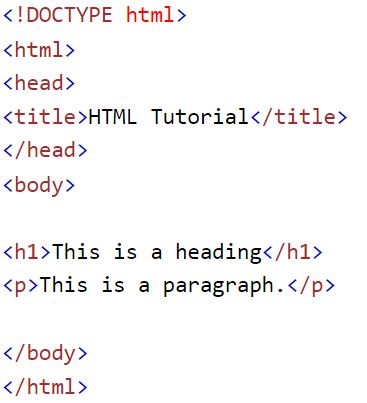 <!DOCTYPE html>
<html>
<head>
<title>HTML Tutorial</title>
</head>
<body>
<h1>This is a heading</h1>
<p>This is a paragraph.</p>
</body>
</html>